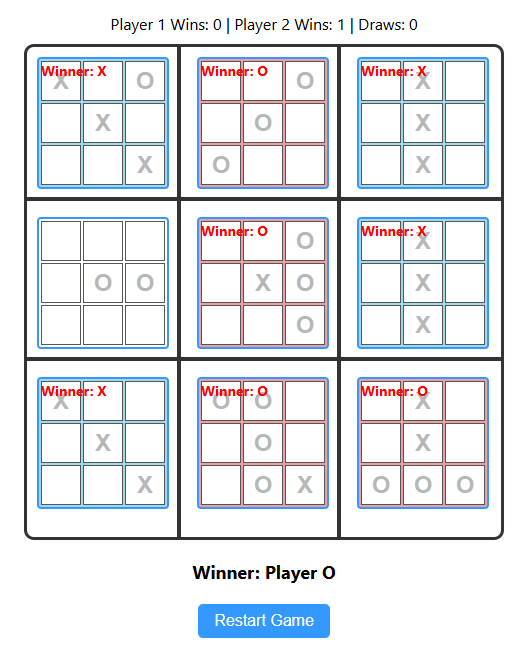 Player 1 Wins: 0 | Player 2 Wins: 1 | Draws: 0
Winner: X Winner: O Winner: X
X O O X
X O X
X O X
Winner: O Winner: X
O X
O O X O X
O X
Winner: X Winner: O Winner: O
X O O X
X O X
X O X O O O
Winner: Player O
Restart Game